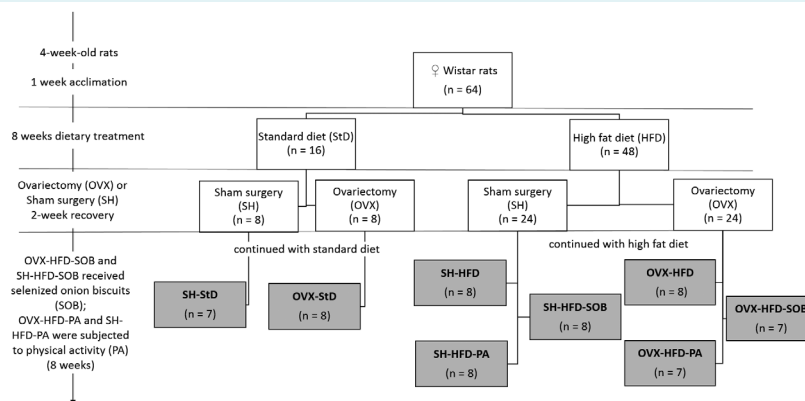 4-week-old rats
1 week acclimation
♀ Wistar rats
(n = 64)
8 weeks dietary treatment
Standard diet (StD)
(n = 16)
High fat diet (HFD)
(n = 48)
Ovariectomy (OVX) or
Sham surgery (SH)
2-week recovery
Sham surgery
(SH)
(n = 8)
Ovariectomy
(OVX)
(n = 8)
Sham surgery
(SH)
(n = 24)
Ovariectomy
(OVX)
(n = 24)
continued with standard diet
continued with high fat diet
OVX-HFD-SOB and
SH-HFD-SOB received
selenized onion biscuits
(SOB);
OVX-HFD-PA and SH-
HFD-PA were subjected
to physical activity (PA)
(8 weeks)
SH-StD
(n = 7)
OVX-StD
(n = 8)
SH-HFD
(n = 8)
SH-HFD-SOB
(n = 8)
SH-HFD-PA
(n = 8)
OVX-HFD
(n = 8)
OVX-HFD-SOB
(n = 7)
OVX-HFD-PA
(n = 7)